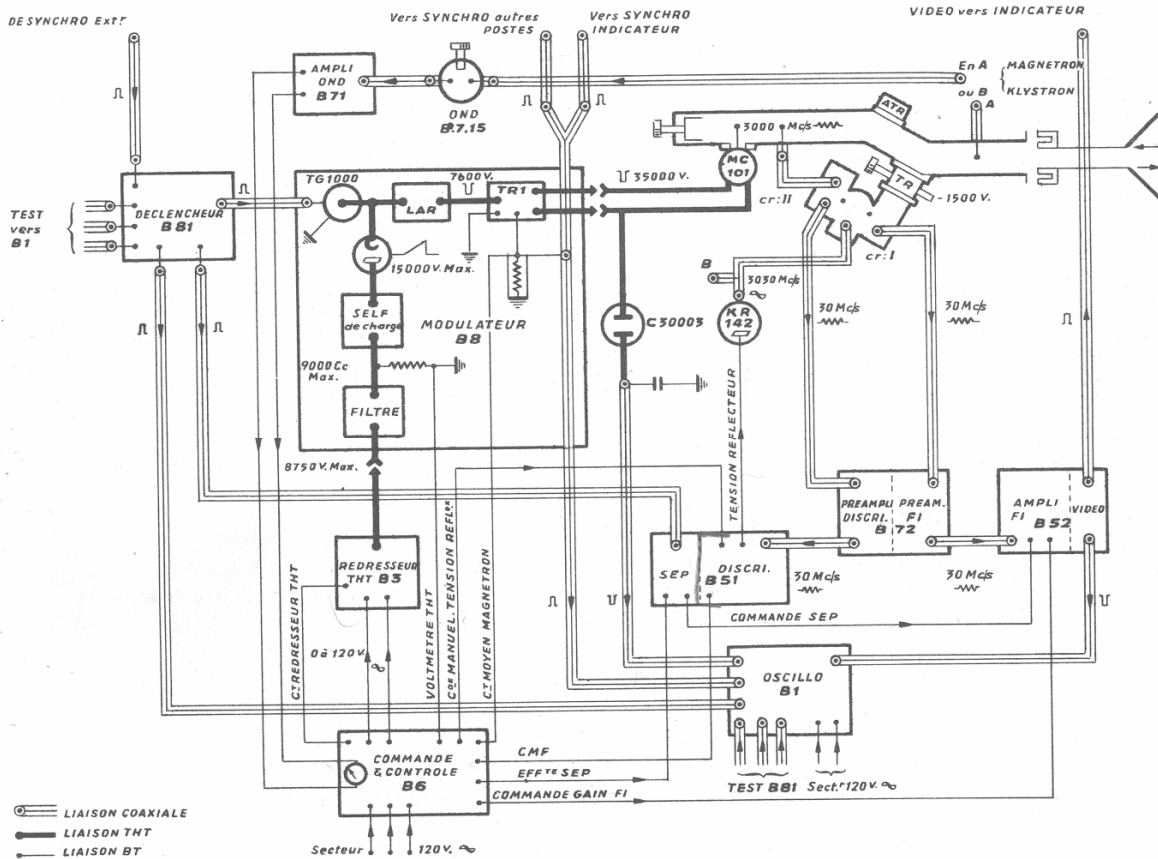 DE SYNCHRO Extr
Vers SYNCHRO autres
POSTES
Vers SYNCHRO
INDICATEUR
VIDEO vers INDICATEUR
AMPLI
OND
B71
OND
B.7.15
En A
ou B
MAGNETRON
KLYSTRON
A
ATR
3000 Mc/s
MC
101
TR
-1500 V.
cr:II
cr:I
TG1000
7600 V.
TR1
35000 V.
LAR
TEST
vers
B1
DECLENCHEUR
B81
15000 V. Max.
SELF
de charge
MODULATEUR
B8
9000 Cc
Max.
FILTRE
8750 V. Max.
C30003
B
3030 Mc/s
KR
142
30 Mc/s
30 Mc/s
TENSION REFLECTEUR
REDRESSEUR
THT B3
SEP
DISCRI.
B51
PREAMPLI
DISCRI.
PREAM.
FI
B72
AMPLI
FI
B52
VIDEO
30 Mc/s
30 Mc/s
COMMANDE SEP
Ct REDRESSEUR THT
0 à 120 V.
VOLTMETRE THT
Cde MANUEL. TENSION REFLex
Ct MOYEN MAGNETRON
OSCILLO
B1
COMMANDE
& CONTROLE
B6
CMF
EFFte SEP
COMMANDE GAIN FI
TEST B81
Sect.r 120 V.
Secteur
120 V.
LIAISON COAXIALE
LIAISON THT
LIAISON BT